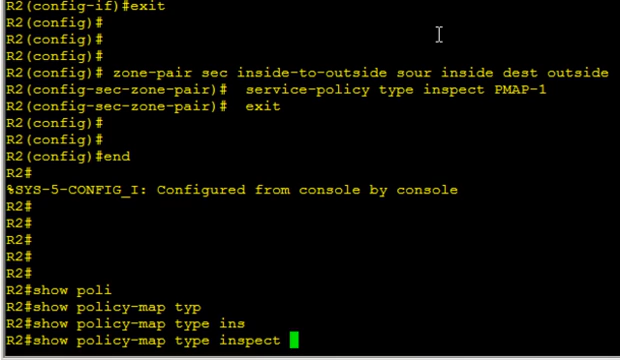 R2(config-if)#exit
R2(config)#
R2(config)#
R2(config)#
R2(config)# zone-pair sec inside-to-outside sour inside dest outside
R2(config-sec-zone-pair)#  service-policy type inspect PMAP-1
R2(config-sec-zone-pair)#  exit
R2(config)#
R2(config)#
R2(config)#end
R2#
%SYS-5-CONFIG_I: Configured from console by console
R2#
R2#
R2#
R2#
R2#
R2#show poli
R2#show policy-map typ
R2#show policy-map type ins
R2#show policy-map type inspect